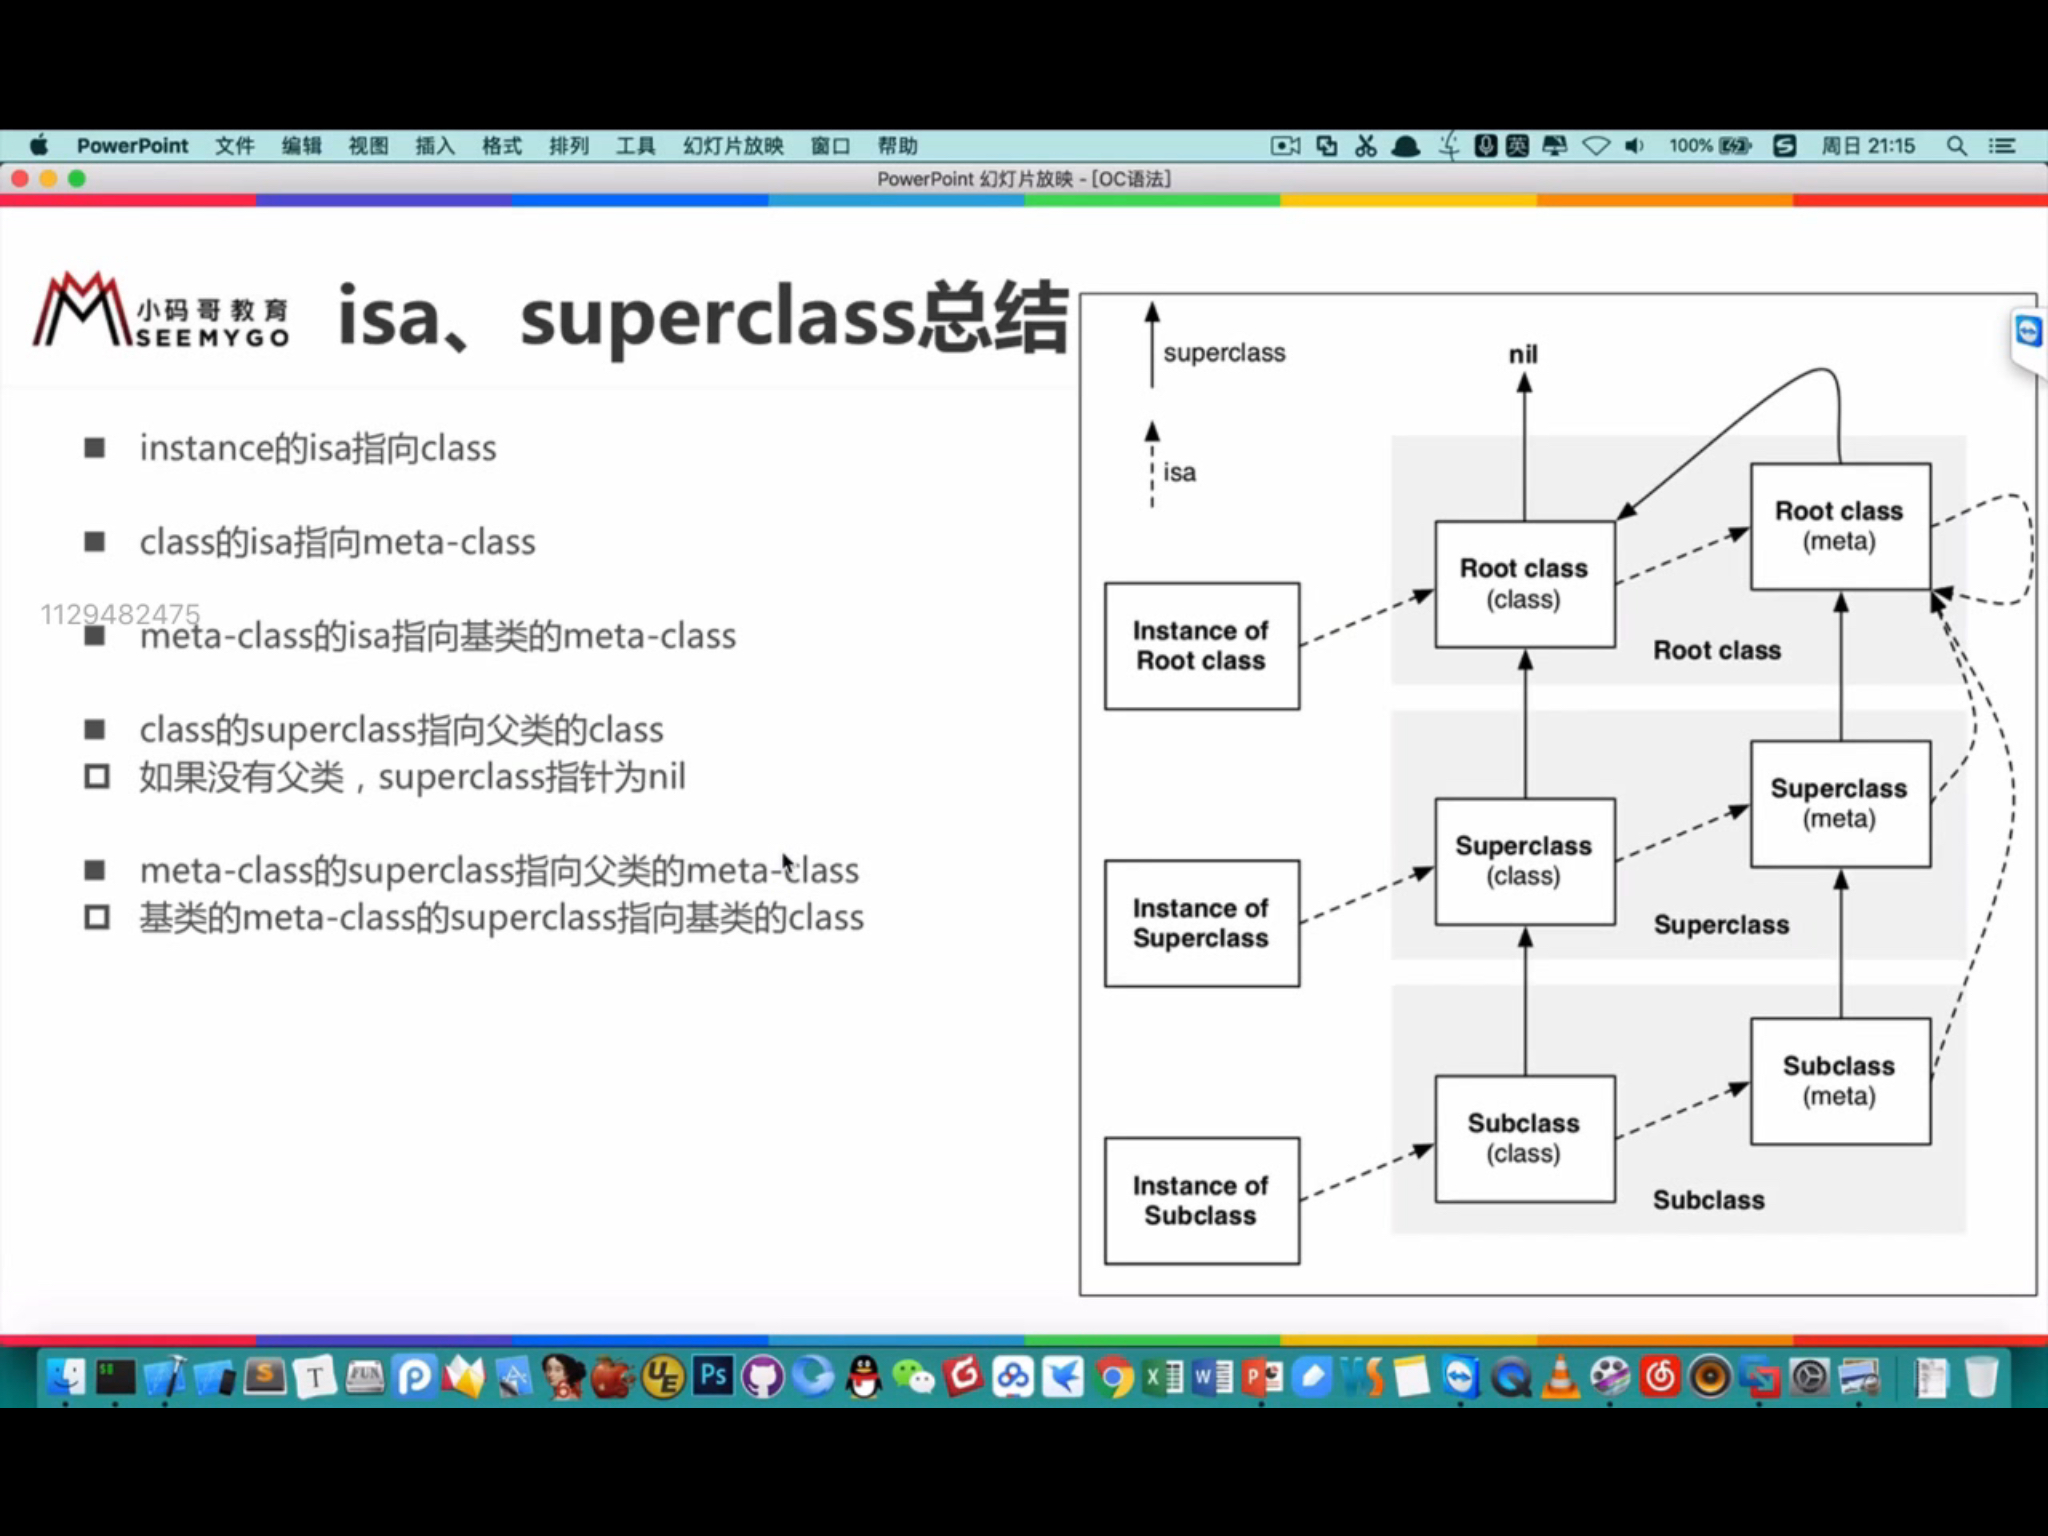 PowerPoint 文件 编辑 视图 插入 格式 排列 工具 幻灯片放映 窗口 帮助 英 100% 周日 21:15
PowerPoint 幻灯片放映 - [OC语法]
小码哥教育
SEEMYGO
isa、superclass总结
instance的isa指向class
class的isa指向meta-class
1129482475
meta-class的isa指向基类的meta-class
class的superclass指向父类的class
如果没有父类，superclass指针为nil
meta-class的superclass指向父类的meta-class
基类的meta-class的superclass指向基类的class
superclass
isa
nil
Root class
(meta)
Root class
(class)
Instance of
Root class
Root class
Superclass
(meta)
Superclass
(class)
Instance of
Superclass
Superclass
Subclass
(meta)
Subclass
(class)
Instance of
Subclass
Subclass
S T FUN P UE Ps X W P